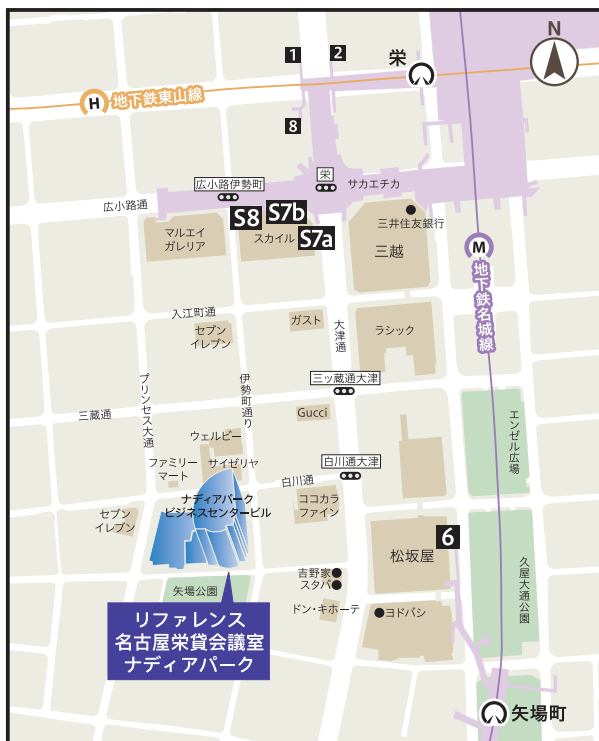 N
1
2
栄
H
地下鉄東山線
8
広小路伊勢町
栄
サカエチカ
広小路通
S8
S7b
S7a
マルエイ
ガレリア
スカイル
三井住友銀行
三越
M
地下鉄名城線
入江町通
セブン
イレブン
ガスト
大津通
ラシック
プリンセス大通
伊勢町通り
三ッ蔵通大津
三蔵通
Gucci
エンゼル広場
ウェルビー
ファミリー
マート
サイゼリヤ
白川通大津
白川通
ナディアパーク
ビジネスセンタービル
ココカラ
ファイン
セブン
イレブン
6
松坂屋
久屋大通公園
吉野家
スタバ
矢場公園
ドン・キホーテ
ヨドバシ
リファレンス
名古屋栄貸会議室
ナディアパーク
矢場町